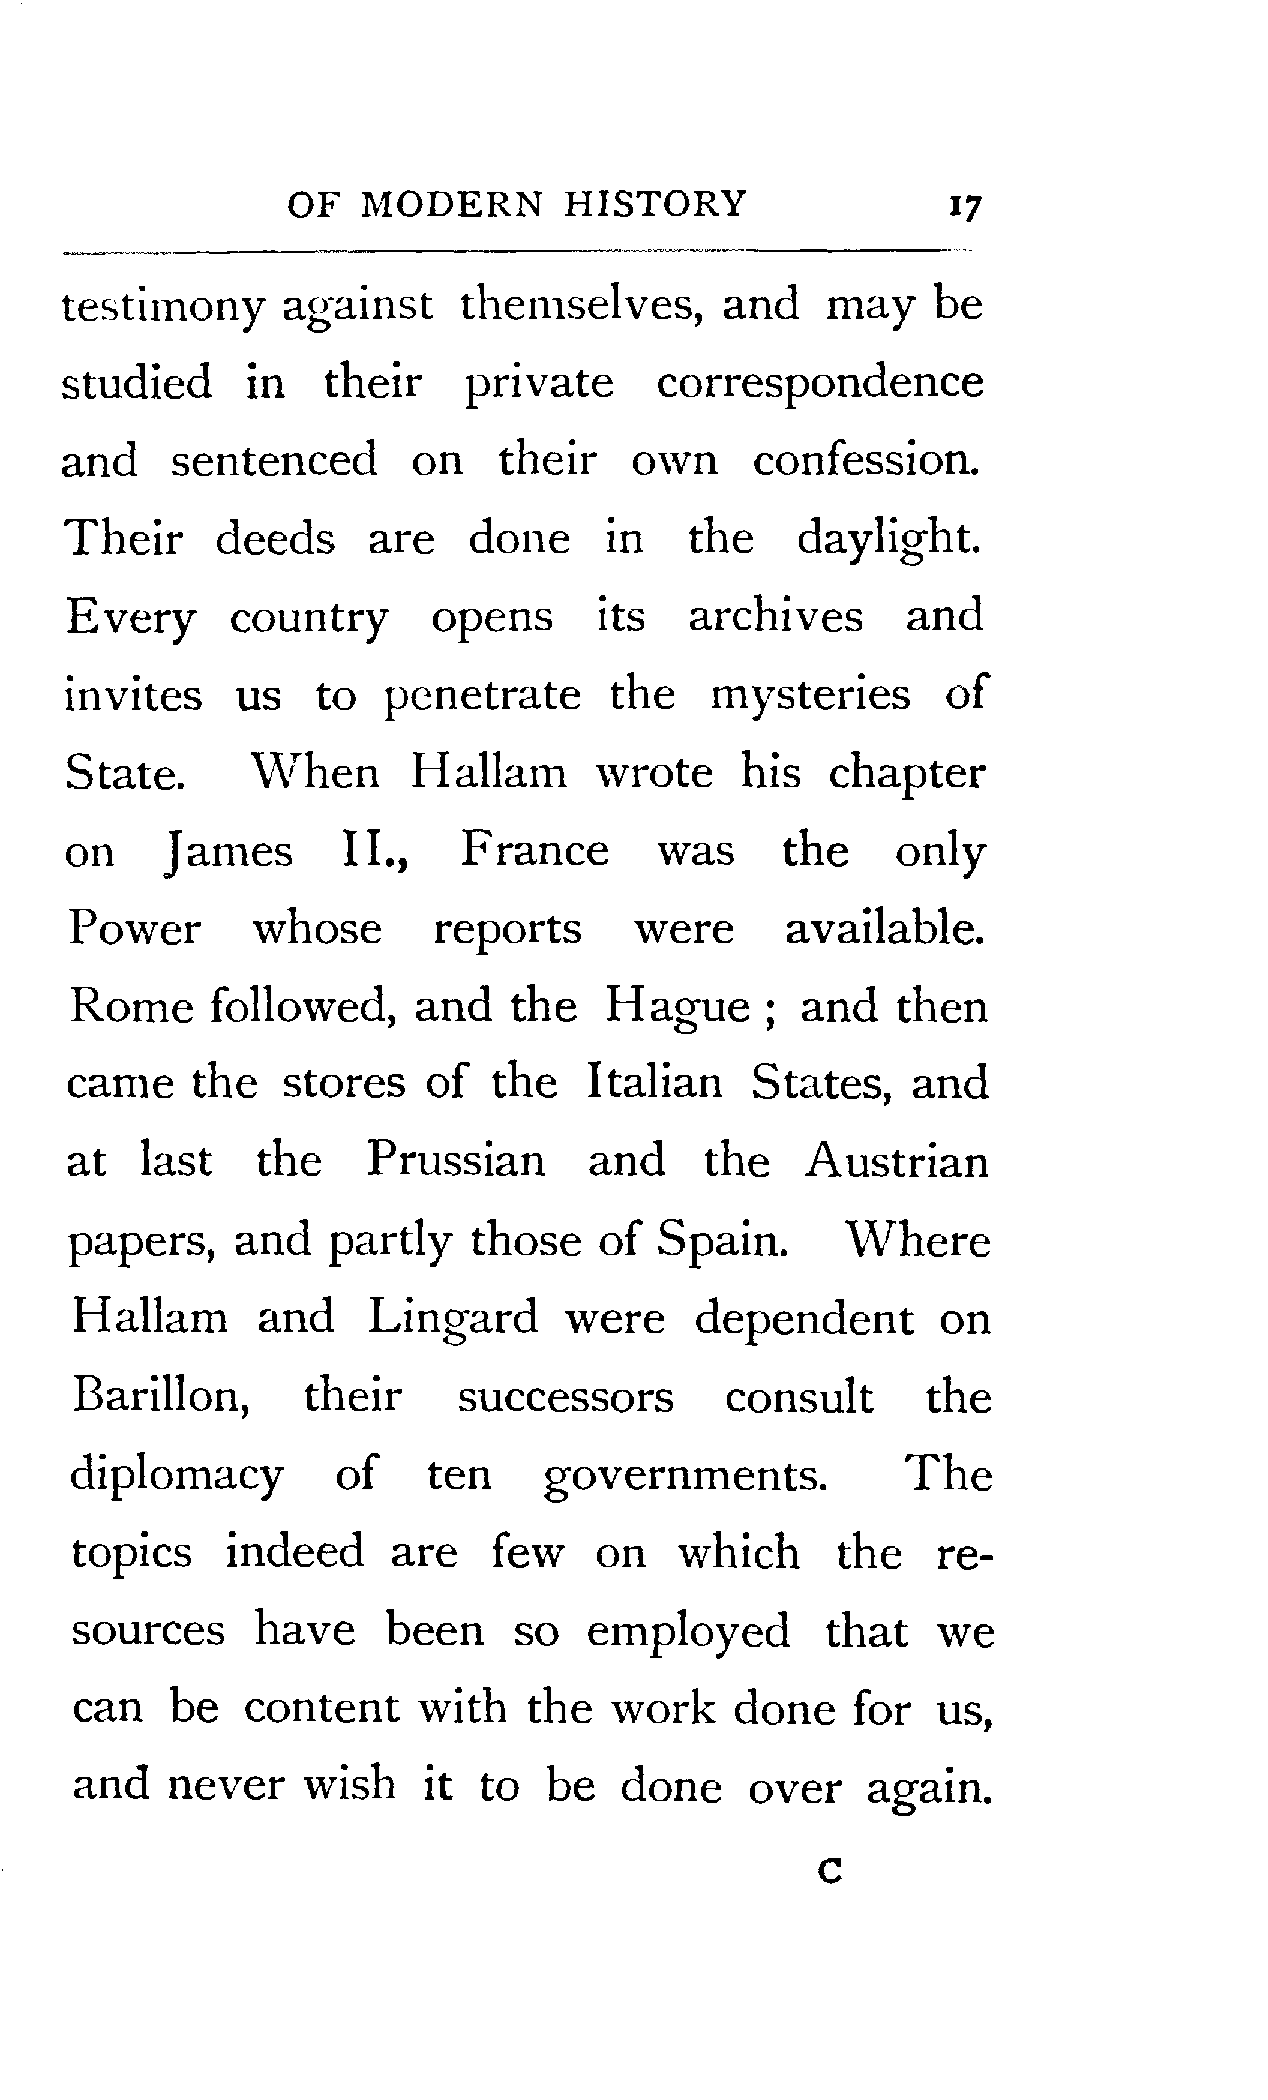 OF MODERN HISTORY 17
testimony against themselves, and may be
studied in their private correspondence
and sentenced on their own confession.
Their deeds are done in the daylight.
Every country opens its archives and
invites us to penetrate the mysteries of
State. When Hallam wrote his chapter
on James II., France was the only
Power whose reports were available.
Rome followed, and the Hague ; and then
came the stores of the Italian States, and
at last the Prussian and the Austrian
papers, and partly those of Spain. Where
Hallam and Lingard were dependent on
Barillon, their successors consult the
diplomacy of ten governments. The
topics indeed are few on which the re-
sources have been so employed that we
can be content with the work done for us,
and never wish it to be done over again.
C